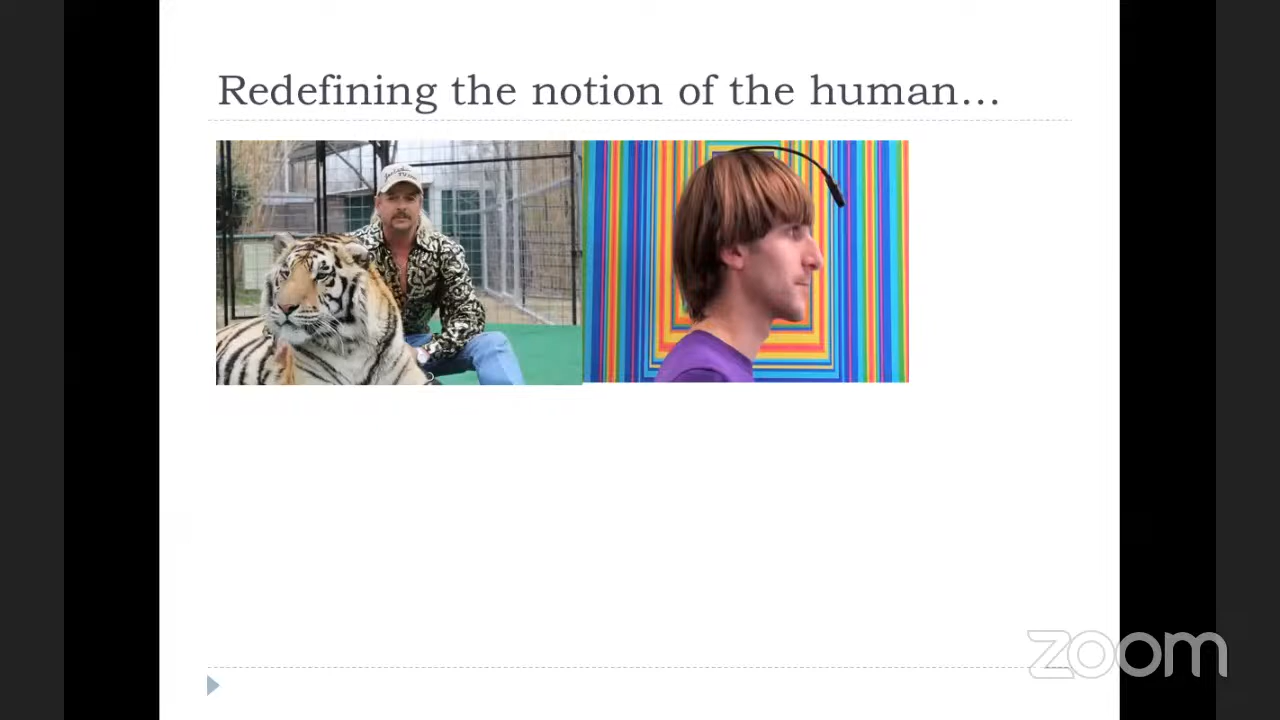 Redefining the notion of the human…
zoom